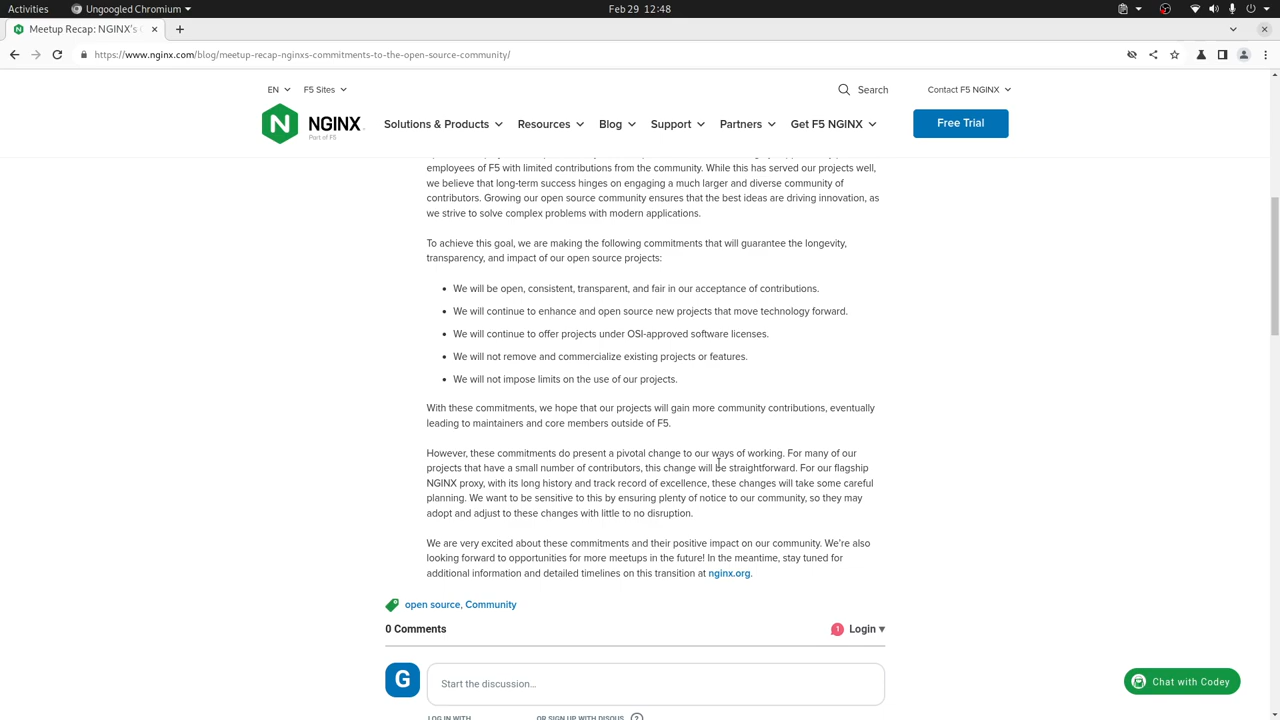 Activities
Ungoogled Chromium
Feb 29 12:48
Meetup Recap: NGINX's
https://www.nginx.com/blog/meetup-recap-nginxs-commitments-to-the-open-source-community/
EN
F5 Sites
Search
Contact F5 NGINX
N
NGINX
Part of F5
Solutions & Products
Resources
Blog
Support
Partners
Get F5 NGINX
Free Trial
employees of F5 with limited contributions from the community. While this has served our projects well,
we believe that long-term success hinges on engaging a much larger and diverse community of
contributors. Growing our open source community ensures that the best ideas are driving innovation, as
we strive to solve complex problems with modern applications.
To achieve this goal, we are making the following commitments that will guarantee the longevity,
transparency, and impact of our open source projects:
• We will be open, consistent, transparent, and fair in our acceptance of contributions.
• We will continue to enhance and open source new projects that move technology forward.
• We will continue to offer projects under OSI-approved software licenses.
• We will not remove and commercialize existing projects or features.
• We will not impose limits on the use of our projects.
With these commitments, we hope that our projects will gain more community contributions, eventually
leading to maintainers and core members outside of F5.
However, these commitments do present a pivotal change to our ways of working. For many of our
projects that have a small number of contributors, this change will be straightforward. For our flagship
NGINX proxy, with its long history and track record of excellence, these changes will take some careful
planning. We want to be sensitive to this by ensuring plenty of notice to our community, so they may
adopt and adjust to these changes with little to no disruption.
We are very excited about these commitments and their positive impact on our community. We're also
looking forward to opportunities for more meetups in the future! In the meantime, stay tuned for
additional information and detailed timelines on this transition at nginx.org.
open source, Community
0 Comments
1
Login
G
Start the discussion...
LOG IN WITH
OR SIGN UP WITH DISQUS
?
Chat with Codey